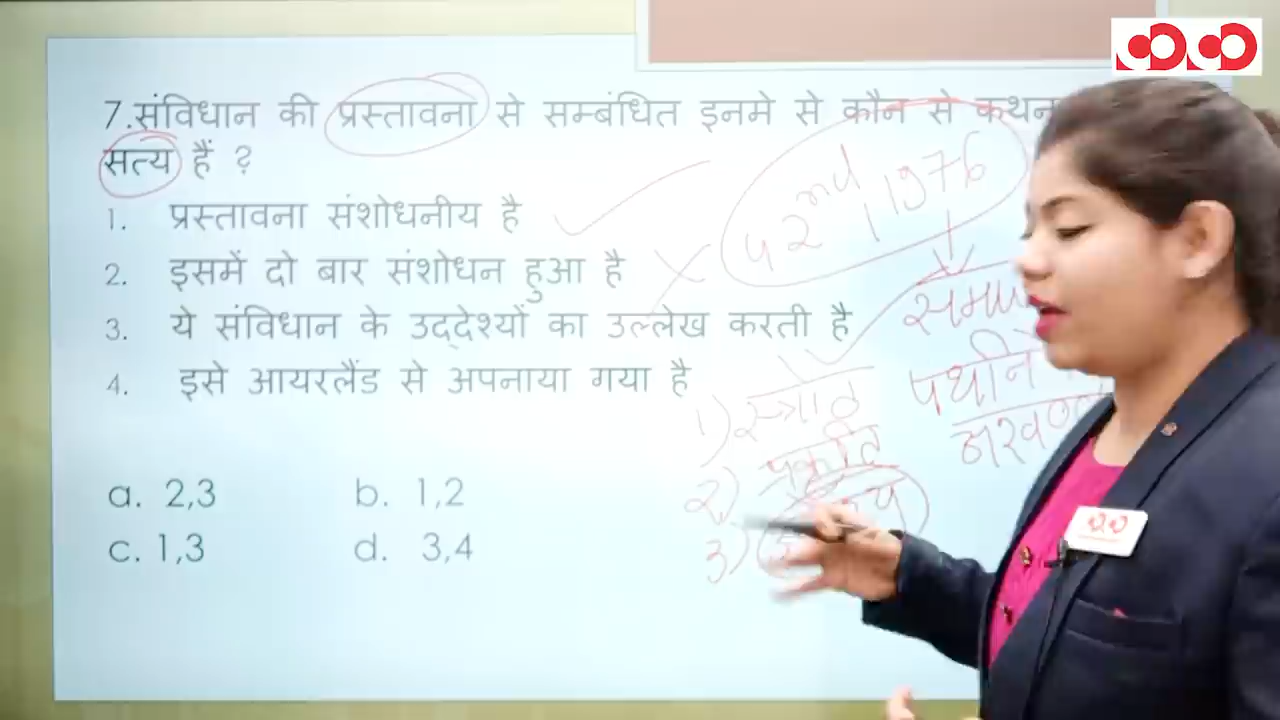 7.संविधान की प्रस्तावना से सम्बंधित इनमे से कौन से कथन
सत्य हैं ?
1. प्रस्तावना संशोधनीय है
2. इसमें दो बार संशोधन हुआ है
3. ये संविधान के उद्देश्यों का उल्लेख करती है
4. इसे आयरलैंड से अपनाया गया है
a. 2,3 b. 1,2
c. 1,3 d. 3,4
42nd, 1976
1) स्त्रोत
2) प्रकृति
3)